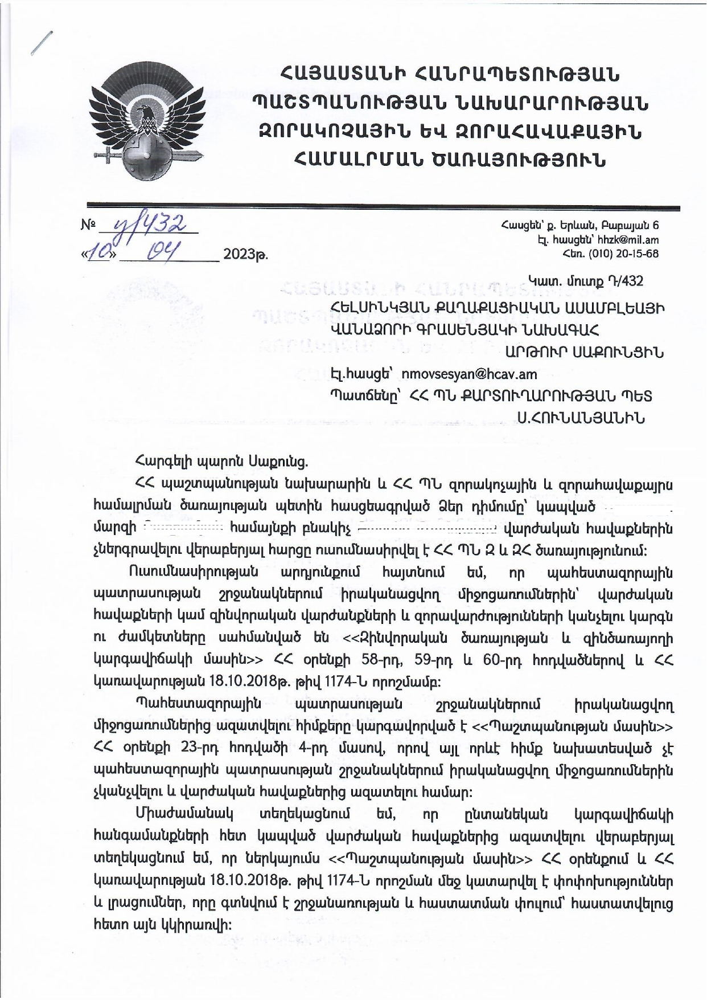 ՀԱՅԱՍՏԱՆԻ ՀԱՆՐԱՊԵՏՈՒԹՅԱՆ
ՊԱՇՏՊԱՆՈՒԹՅԱՆ ՆԱԽԱՐԱՐՈՒԹՅԱՆ
ԶՈՐԱԿՈՉԱՅԻՆ ԵՎ ԶՈՐԱՀԱՎԱՔԱՅԻՆ
ՀԱՄԱԼՐՄԱՆ ԾԱՌԱՅՈՒԹՅՈՒՆ
№ դ/432
«10» 04 2023թ.
Հասցեն՝ ք. Երևան, Բաբայան 6
Էլ. հասցեն՝ hhzk@mil.am
Հեռ. (010) 20-15-68
Կատ. մուտք Դ/432
ՀԵԼՍԻՆԿՅԱՆ ՔԱՂԱՔԱՑԻԱԿԱՆ ԱՍԱՄԲԼԵԱՅԻ
ՎԱՆԱՁՈՐԻ ԳՐԱՍԵՆՅԱԿԻ ՆԱԽԱԳԱՀ
ԱՐԹՈՒՐ ՍԱՔՈՒՆՑԻՆ
Էլ.հասցե՝ nmovsesyan@hcav.am
Պատճենը՝ ՀՀ ՊՆ ՔԱՐՏՈՒՂԱՐՈՒԹՅԱՆ ՊԵՏ
Ս.ՀՈՒՆԱՆՅԱՆԻՆ
Հարգելի պարոն Սաքունց.
ՀՀ պաշտպանության նախարարին և ՀՀ ՊՆ զորակոչային և զորահավաքային
համալրման ծառայության պետին հասցեագրված Ձեր դիմումը՝ կապված
մարզի համայնքի բնակիչ վարժական հավաքներին
չներգրավելու վերաբերյալ հարցը ուսումնասիրվել է ՀՀ ՊՆ Զ և ԶՀ ծառայությունում:
Ուսումնասիրության արդյունքում հայտնում եմ, որ պահեստազորային
պատրասության շրջանակներում իրականացվող միջոցառումներին՝ վարժական
հավաքների կամ զինվորական վարժանքների և զորավարժությունների կանչելու կարգն
ու ժամկետները սահմանված են <<Զինվորական ծառայության և զինծառայողի
կարգավիճակի մասին>> ՀՀ օրենքի 58-րդ, 59-րդ և 60-րդ հոդվածներով և ՀՀ
կառավարության 18.10.2018թ. թիվ 1174-Ն որոշմամբ:
Պահեստազորային պատրասության շրջանակներում իրականացվող
միջոցառումներից ազատվելու հիմքերը կարգավորված է <<Պաշտպանության մասին>>
ՀՀ օրենքի 23-րդ հոդվածի 4-րդ մասով, որով այլ որևէ հիմք նախատեսված չէ
պահեստազորային պատրասության շրջանակներում իրականացվող միջոցառումներին
չկանչվելու և վարժական հավաքներից ազատելու համար:
Միաժամանակ տեղեկացնում եմ, որ ընտանեկան կարգավիճակի
հանգամանքների հետ կապված վարժական հավաքներից ազատվելու վերաբերյալ
տեղեկացնում եմ, որ ներկայումս <<Պաշտպանության մասին>> ՀՀ օրենքում և ՀՀ
կառավարության 18.10.2018թ. թիվ 1174-Ն որոշման մեջ կատարվել է փոփոխություններ
և լրացումներ, որը գտնվում է շրջանառության և հաստատման փուլում՝ հաստատվելուց
հետո այն կկիրառվի: